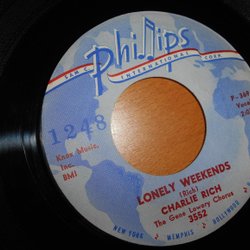 Phillips
SAM C.
INTERNATIONAL
CORP.
1248
P-369
Knox Music,
Inc.
BMI
LONELY WEEKENDS
(Rich)
CHARLIE RICH
The Gene Lowery Chorus
3552
NEW YORK
MEMPHIS
HOLLYWOOD